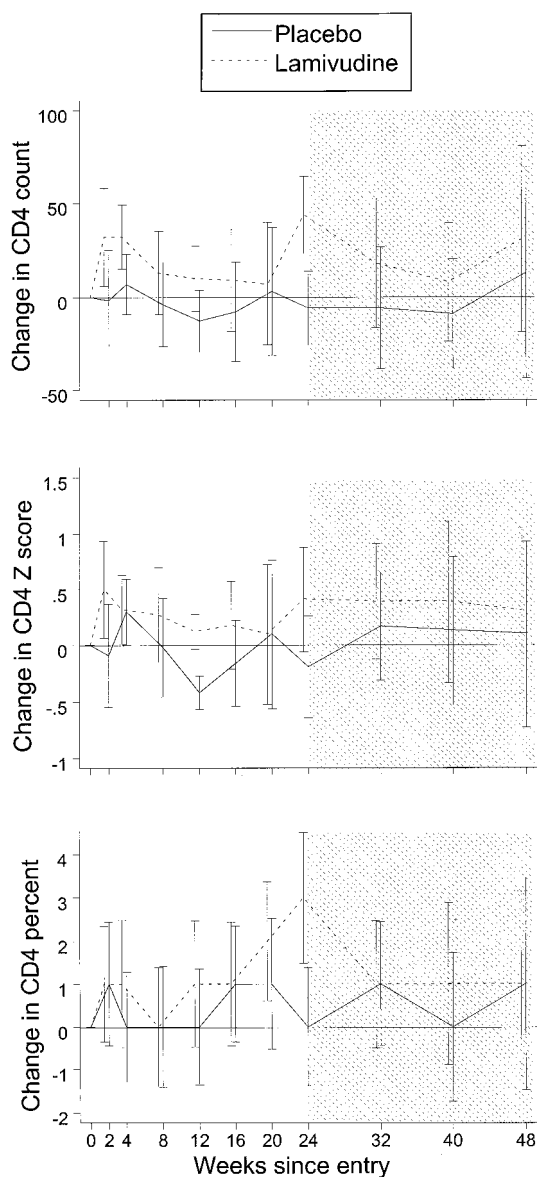 Placebo
Lamivudine
Change in CD4 count
100
50
0
-50
Change in CD4 Z score
1.5
1
.5
0
-.5
-1
Change in CD4 percent
4
3
2
1
0
-1
-2
0 2 4 8 12 16 20 24 32 40 48
Weeks since entry